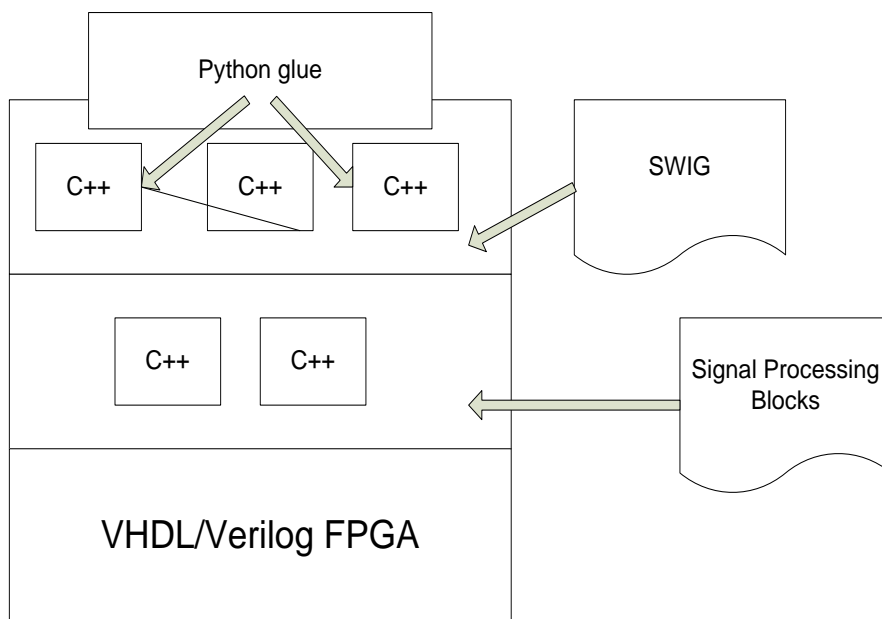 Python glue
C++
C++
C++
SWIG
C++
C++
Signal Processing
Blocks
VHDL/Verilog FPGA